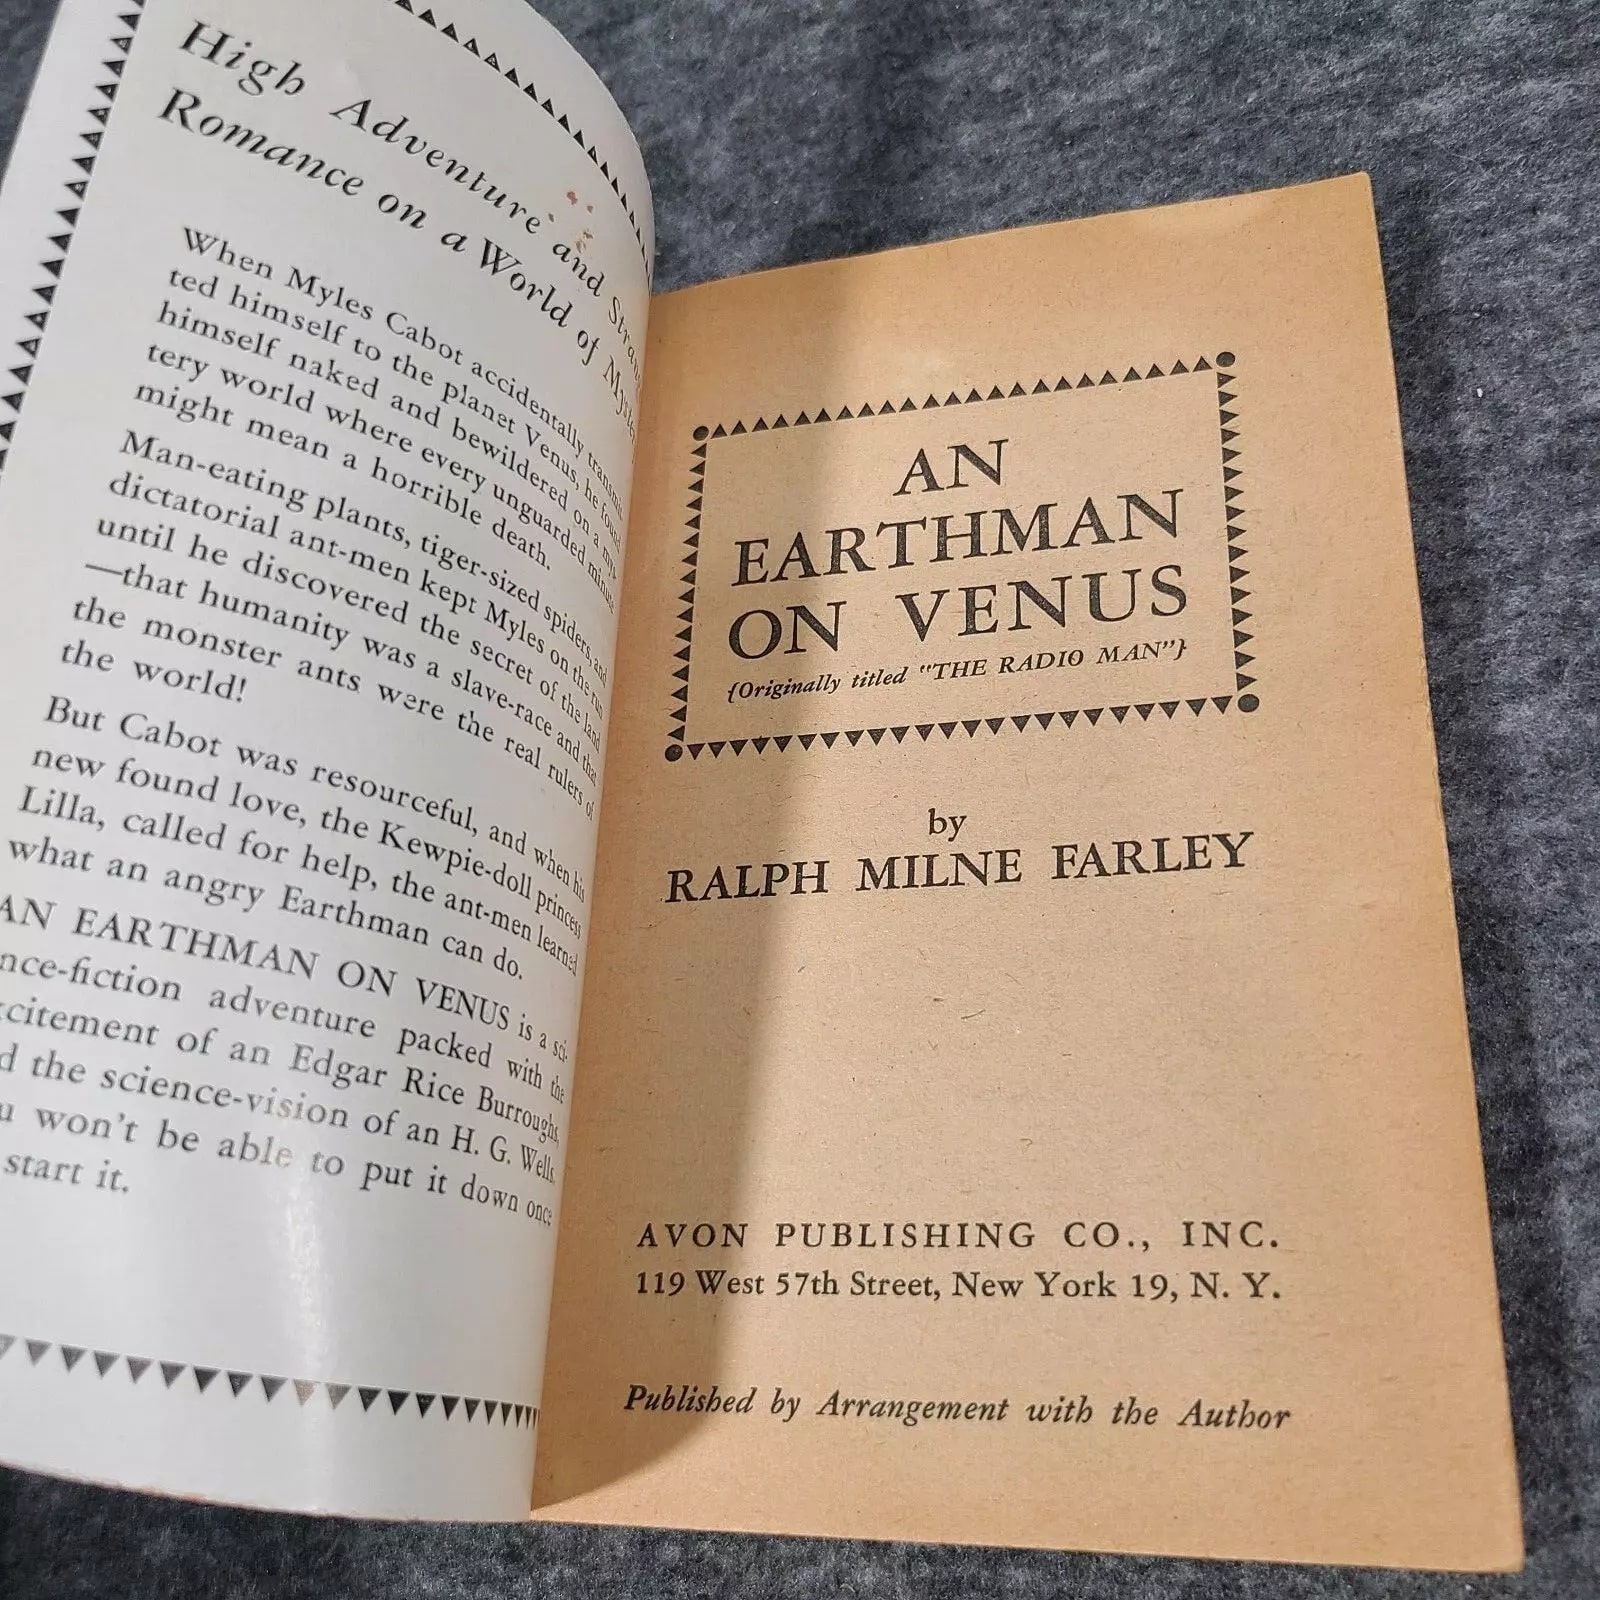 High Adventure and Stran
Romance on a World of Myste
When Myles Cabot accidentally transmit-
ted himself to the planet Venus, he found
himself naked and bewildered on a mys-
tery world where every unguarded minute
might mean a horrible death.
Man-eating plants, tiger-sized spiders, and
dictatorial ant-men kept Myles on the run
until he discovered the secret of the land
—that humanity was a slave-race and that
the monster ants were the real rulers of
the world!
But Cabot was resourceful, and when his
new found love, the Kewpie-doll princess
Lilla, called for help, the ant-men learned
what an angry Earthman can do.
AN EARTHMAN ON VENUS is a sci-
nce-fiction adventure packed with the
xcitement of an Edgar Rice Burroughs,
d the science-vision of an H. G. Wells.
u won't be able to put it down once
start it.
AN
EARTHMAN
ON VENUS
{Originally titled "THE RADIO MAN"}
by
RALPH MILNE FARLEY
AVON PUBLISHING CO., INC.
119 West 57th Street, New York 19, N. Y.
Published by Arrangement with the Author